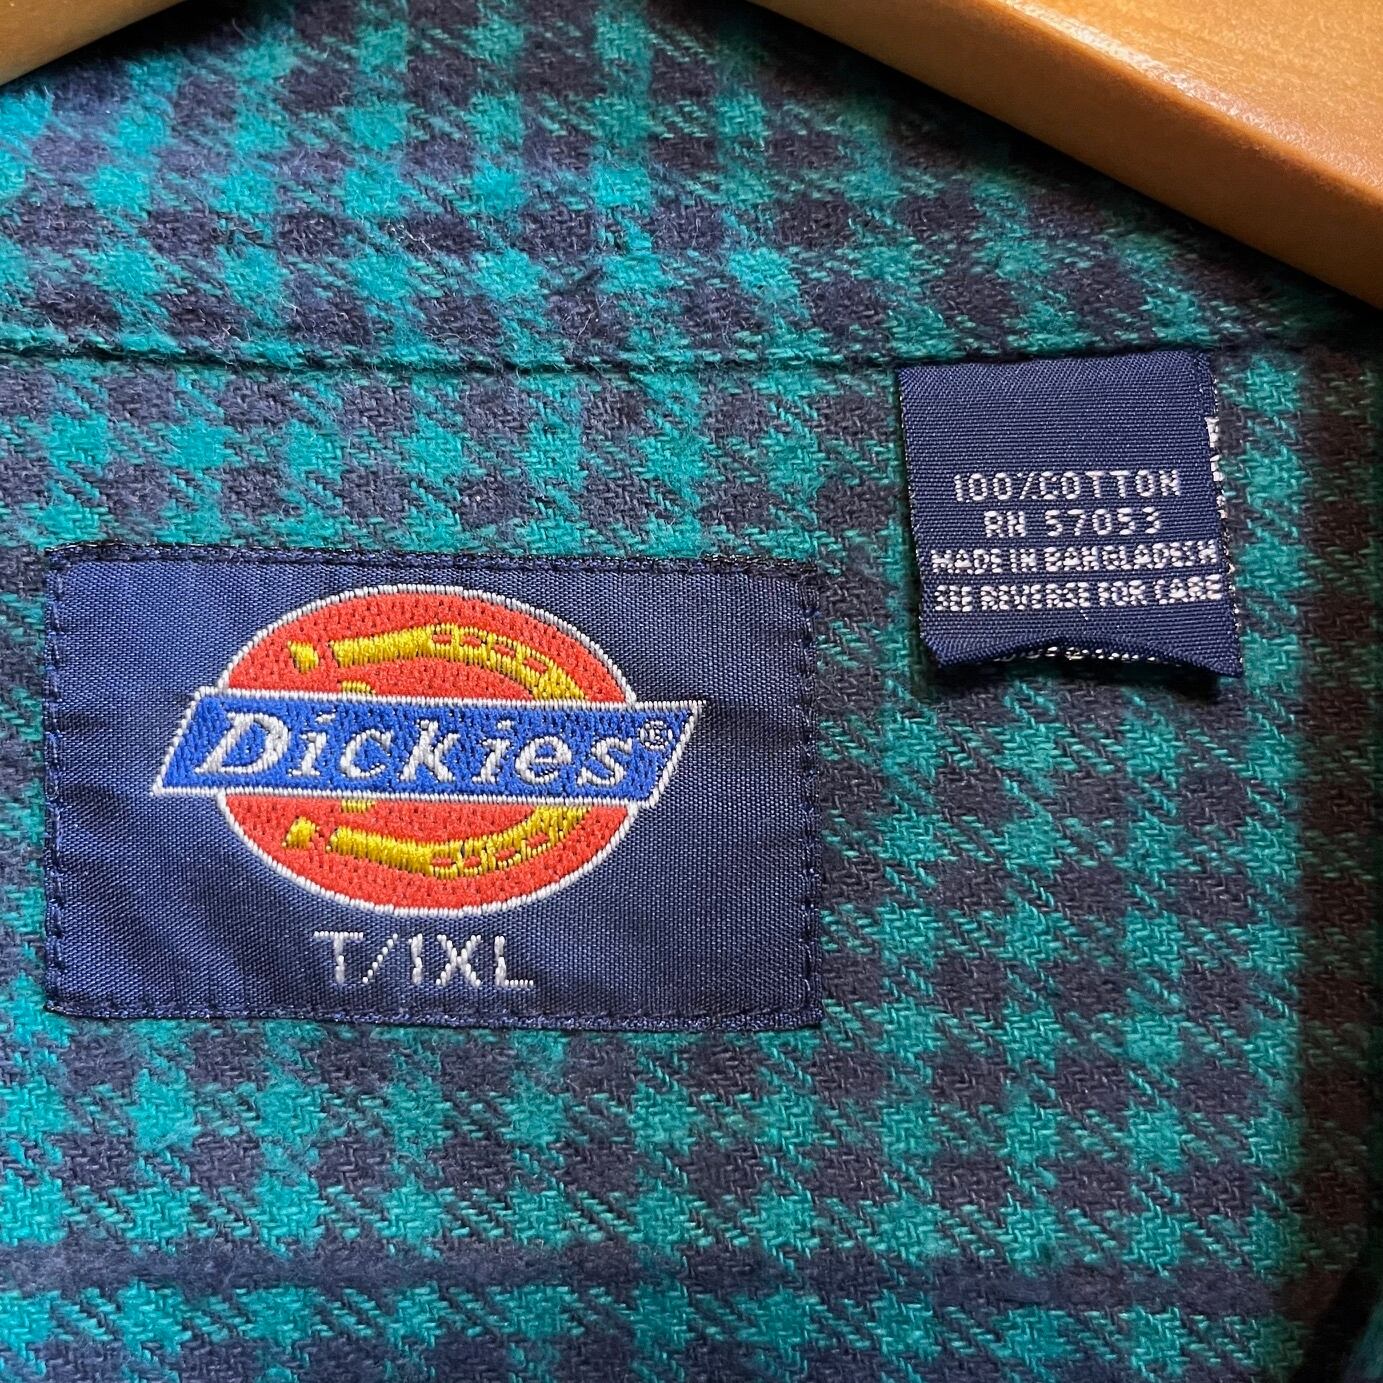 Dickies®
T/1XL
100% COTTON
RN 57053
MADE IN BANGLADESH
SEE REVERSE FOR CARE